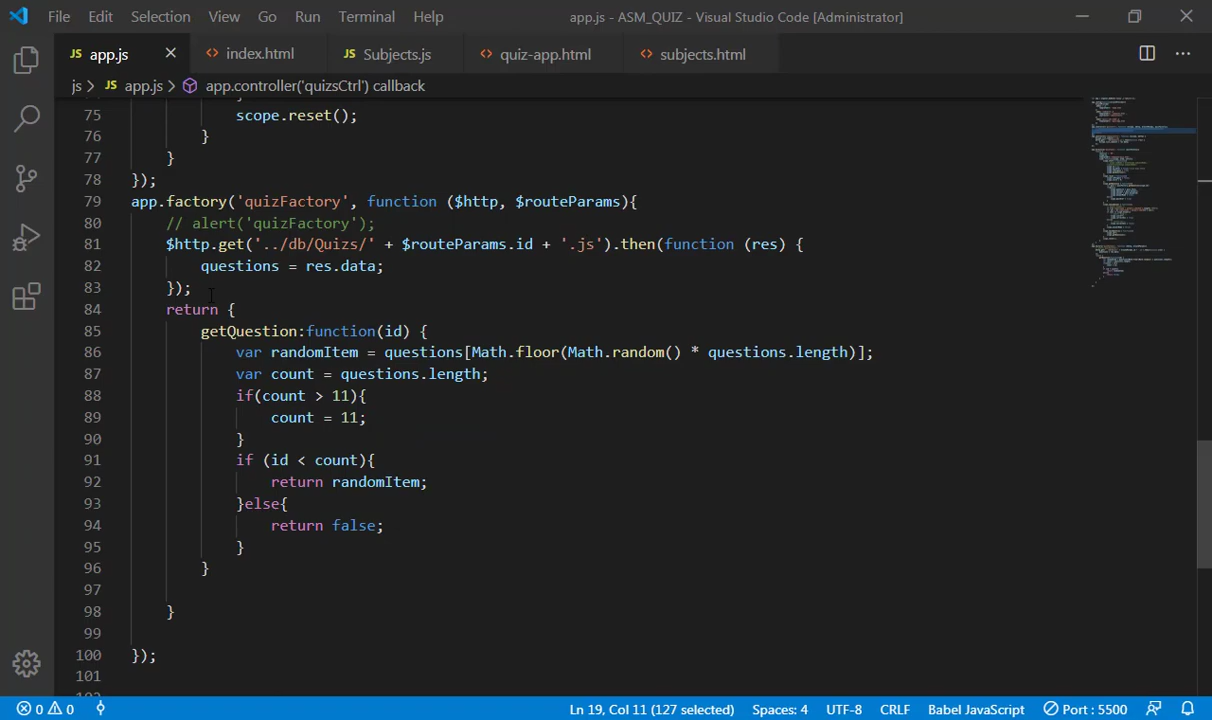 File Edit Selection View Go Run Terminal Help app.js - ASM_QUIZ - Visual Studio Code [Administrator]
JS app.js index.html JS Subjects.js quiz-app.html subjects.html
js JS app.js app.controller('quizsCtrl') callback
75 scope.reset();
76 }
77 }
78 });
79 app.factory('quizFactory', function ($http, $routeParams){
80 // alert('quizFactory');
81 $http.get('../db/Quizs/' + $routeParams.id + '.js').then(function (res) {
82 questions = res.data;
83 });
84 return {
85 getQuestion:function(id) {
86 var randomItem = questions[Math.floor(Math.random() * questions.length)];
87 var count = questions.length;
88 if(count > 11){
89 count = 11;
90 }
91 if (id < count){
92 return randomItem;
93 }else{
94 return false;
95 }
96 }
97
98 }
99
100 });
101
0 0 Ln 19, Col 11 (127 selected) Spaces: 4 UTF-8 CRLF Babel JavaScript Port : 5500